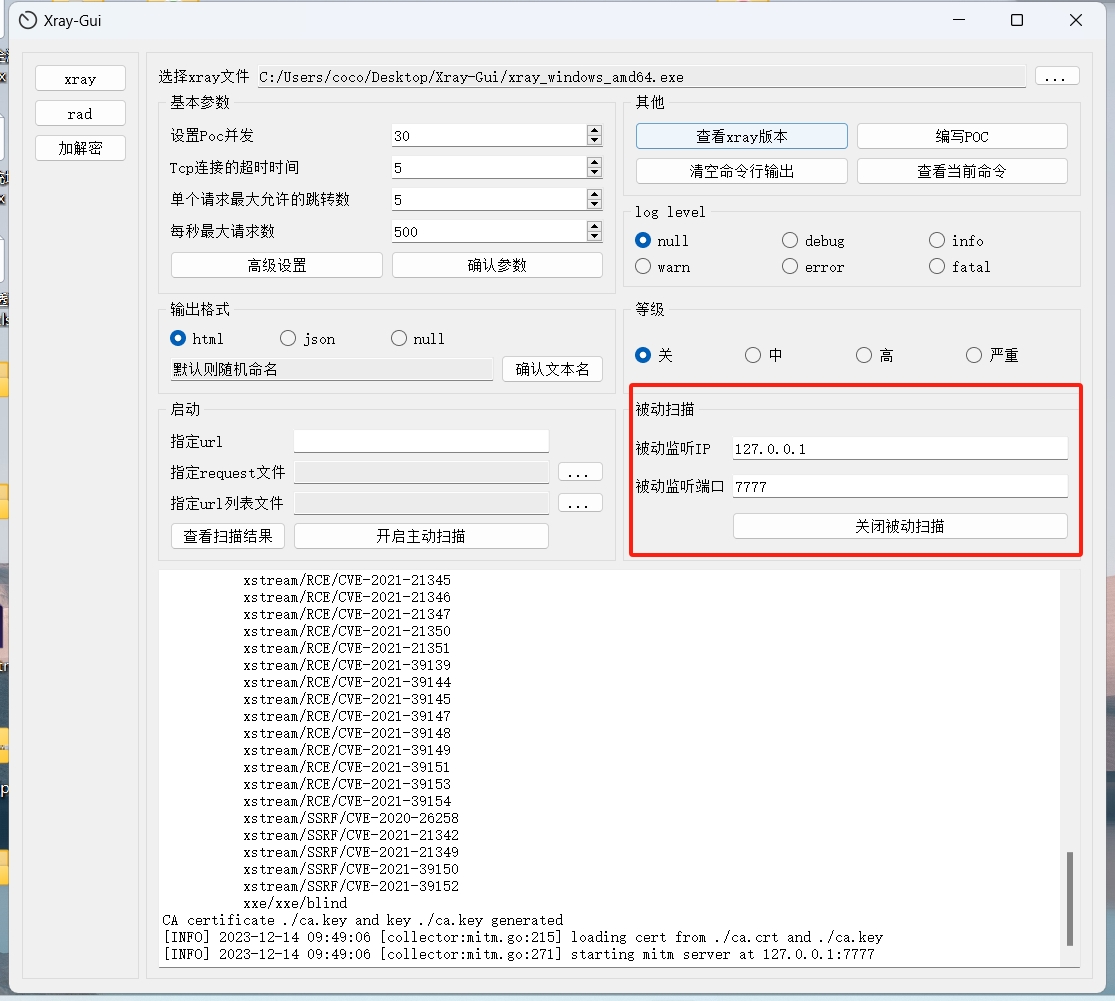 Xray-Gui
xray
rad
加解密
选择xray文件 C:/Users/coco/Desktop/Xray-Gui/xray_windows_amd64.exe ...
基本参数
设置Poc并发 30
Tcp连接的超时时间 5
单个请求最大允许的跳转数 5
每秒最大请求数 500
高级设置 确认参数
其他
查看xray版本 编写POC
清空命令行输出 查看当前命令
log level
null debug info
warn error fatal
输出格式
html json null
默认则随机命名 确认文本名
等级
关 中 高 严重
启动
指定url
指定request文件 ...
指定url列表文件 ...
查看扫描结果 开启主动扫描
被动扫描
被动监听IP 127.0.0.1
被动监听端口 7777
关闭被动扫描
xstream/RCE/CVE-2021-21345
xstream/RCE/CVE-2021-21346
xstream/RCE/CVE-2021-21347
xstream/RCE/CVE-2021-21350
xstream/RCE/CVE-2021-21351
xstream/RCE/CVE-2021-39139
xstream/RCE/CVE-2021-39144
xstream/RCE/CVE-2021-39145
xstream/RCE/CVE-2021-39147
xstream/RCE/CVE-2021-39148
xstream/RCE/CVE-2021-39149
xstream/RCE/CVE-2021-39151
xstream/RCE/CVE-2021-39153
xstream/RCE/CVE-2021-39154
xstream/SSRF/CVE-2020-26258
xstream/SSRF/CVE-2021-21342
xstream/SSRF/CVE-2021-21349
xstream/SSRF/CVE-2021-39150
xstream/SSRF/CVE-2021-39152
xxe/xxe/blind
CA certificate ./ca.key and key ./ca.key generated
[INFO] 2023-12-14 09:49:06 [collector:mitm.go:215] loading cert from ./ca.crt and ./ca.key
[INFO] 2023-12-14 09:49:06 [collector:mitm.go:271] starting mitm server at 127.0.0.1:7777